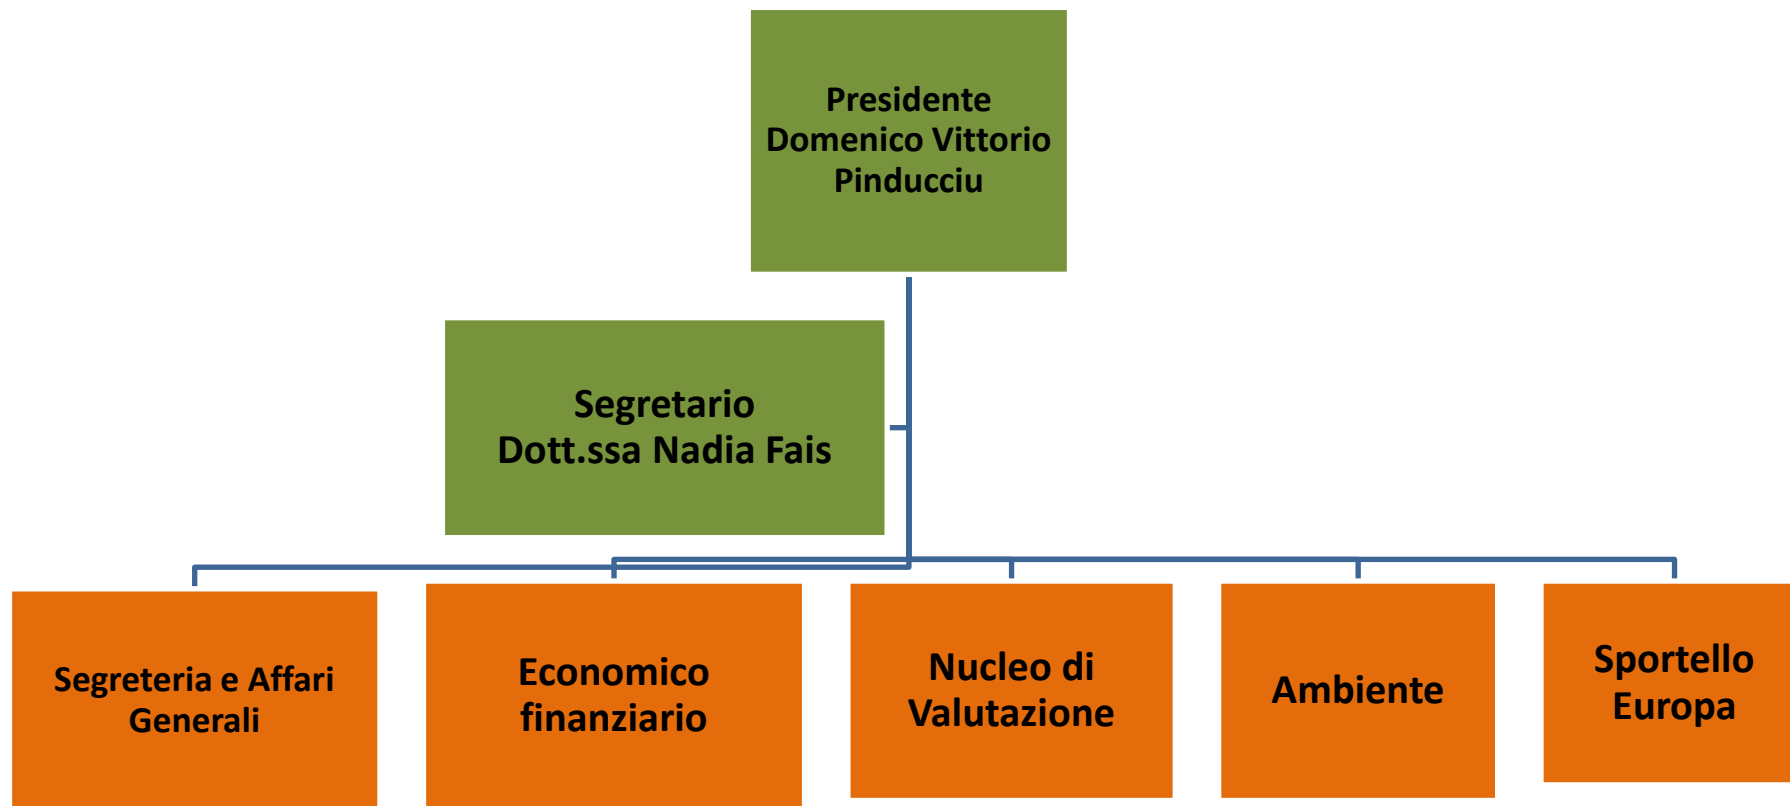 Presidente
Domenico Vittorio
Pinducciu
Segretario
Dott.ssa Nadia Fais
Segreteria e Affari
Generali
Economico
finanziario
Nucleo di
Valutazione
Ambiente
Sportello
Europa